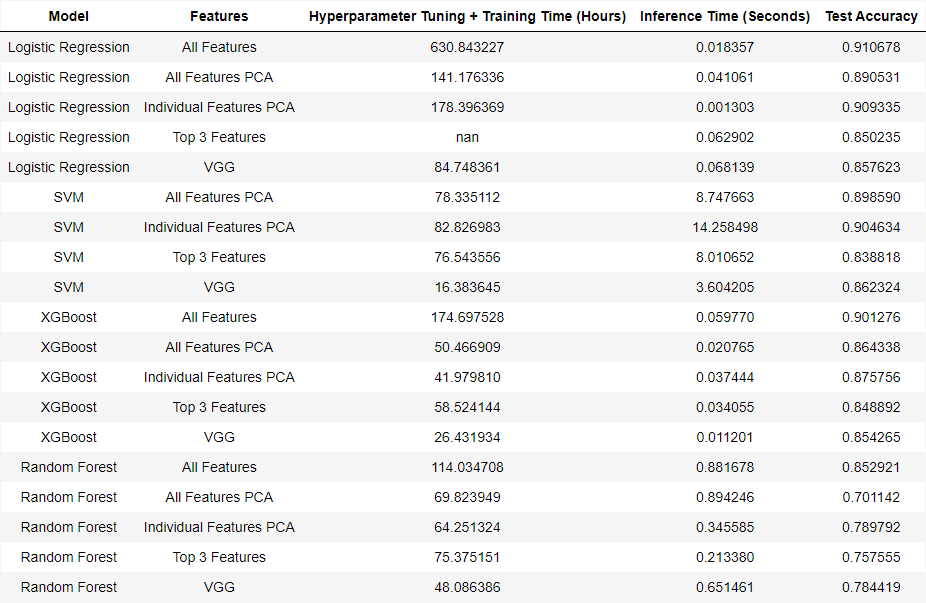 Model Features Hyperparameter Tuning + Training Time (Hours) Inference Time (Seconds) Test Accuracy
Logistic Regression All Features 630.843227 0.018357 0.910678
Logistic Regression All Features PCA 141.176336 0.041061 0.890531
Logistic Regression Individual Features PCA 178.396369 0.001303 0.909335
Logistic Regression Top 3 Features nan 0.062902 0.850235
Logistic Regression VGG 84.748361 0.068139 0.857623
SVM All Features PCA 78.335112 8.747663 0.898590
SVM Individual Features PCA 82.826983 14.258498 0.904634
SVM Top 3 Features 76.543556 8.010652 0.838818
SVM VGG 16.383645 3.604205 0.862324
XGBoost All Features 174.697528 0.059770 0.901276
XGBoost All Features PCA 50.466909 0.020765 0.864338
XGBoost Individual Features PCA 41.979810 0.037444 0.875756
XGBoost Top 3 Features 58.524144 0.034055 0.848892
XGBoost VGG 26.431934 0.011201 0.854265
Random Forest All Features 114.034708 0.881678 0.852921
Random Forest All Features PCA 69.823949 0.894246 0.701142
Random Forest Individual Features PCA 64.251324 0.345585 0.789792
Random Forest Top 3 Features 75.375151 0.213380 0.757555
Random Forest VGG 48.086386 0.651461 0.784419